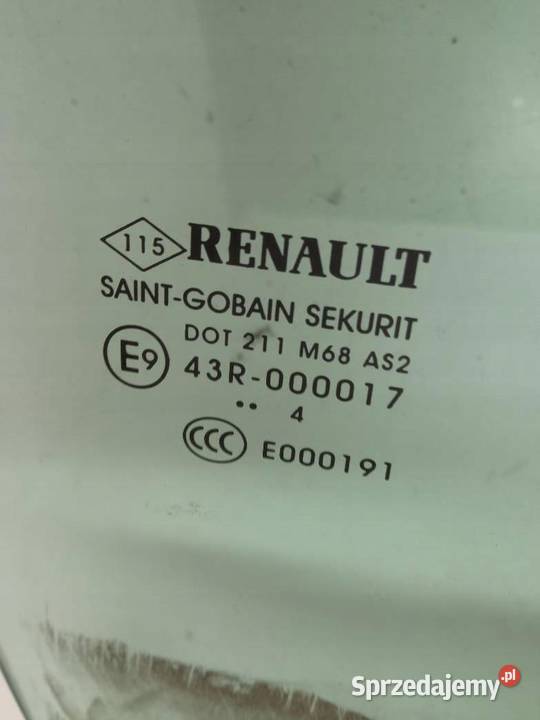 115 RENAULT
SAINT-GOBAIN SEKURIT
DOT 211 M68 AS2
E9 43R-000017
.. 4
CCC E000191
Sprzedajemy.pl